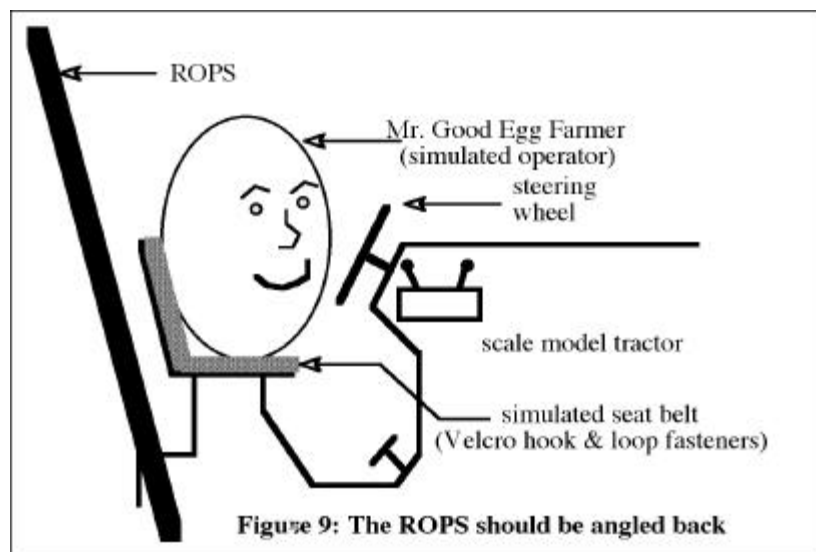 ROPS
Mr. Good Egg Farmer
(simulated operator)
steering
wheel
scale model tractor
simulated seat belt
(Velcro hook & loop fasteners)
Figure 9: The ROPS should be angled back